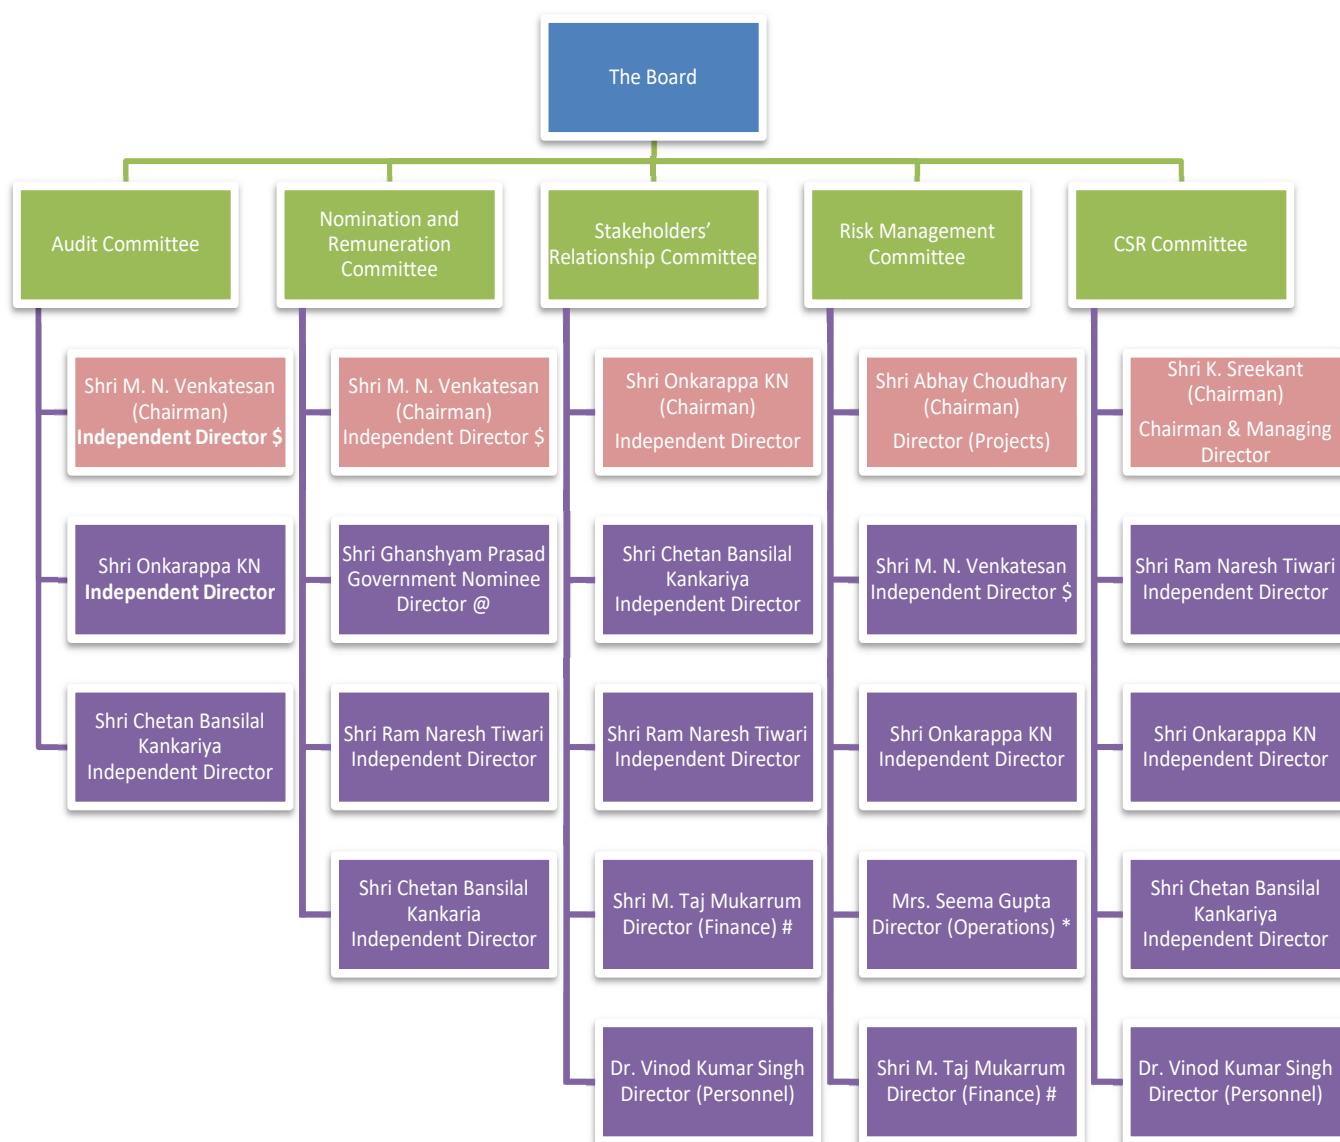 The Board
Audit Committee
Nomination and
Remuneration
Committee
Stakeholders’
Relationship Committee
Risk Management
Committee
CSR Committee
Shri M. N. Venkatesan
(Chairman)
Independent Director $
Shri Onkarappa KN
Independent Director
Shri Chetan Bansilal
Kankariya
Independent Director
Shri M. N. Venkatesan
(Chairman)
Independent Director $
Shri Ghanshyam Prasad
Government Nominee
Director @
Shri Ram Naresh Tiwari
Independent Director
Shri Chetan Bansilal
Kankaria
Independent Director
Shri Onkarappa KN
(Chairman)
Independent Director
Shri Chetan Bansilal
Kankariya
Independent Director
Shri Ram Naresh Tiwari
Independent Director
Shri M. Taj Mukarrum
Director (Finance) #
Dr. Vinod Kumar Singh
Director (Personnel)
Shri Abhay Choudhary
(Chairman)
Director (Projects)
Shri M. N. Venkatesan
Independent Director $
Shri Onkarappa KN
Independent Director
Mrs. Seema Gupta
Director (Operations) *
Shri M. Taj Mukarrum
Director (Finance) #
Shri K. Sreekant
(Chairman)
Chairman & Managing
Director
Shri Ram Naresh Tiwari
Independent Director
Shri Onkarappa KN
Independent Director
Shri Chetan Bansilal
Kankariya
Independent Director
Dr. Vinod Kumar Singh
Director (Personnel)